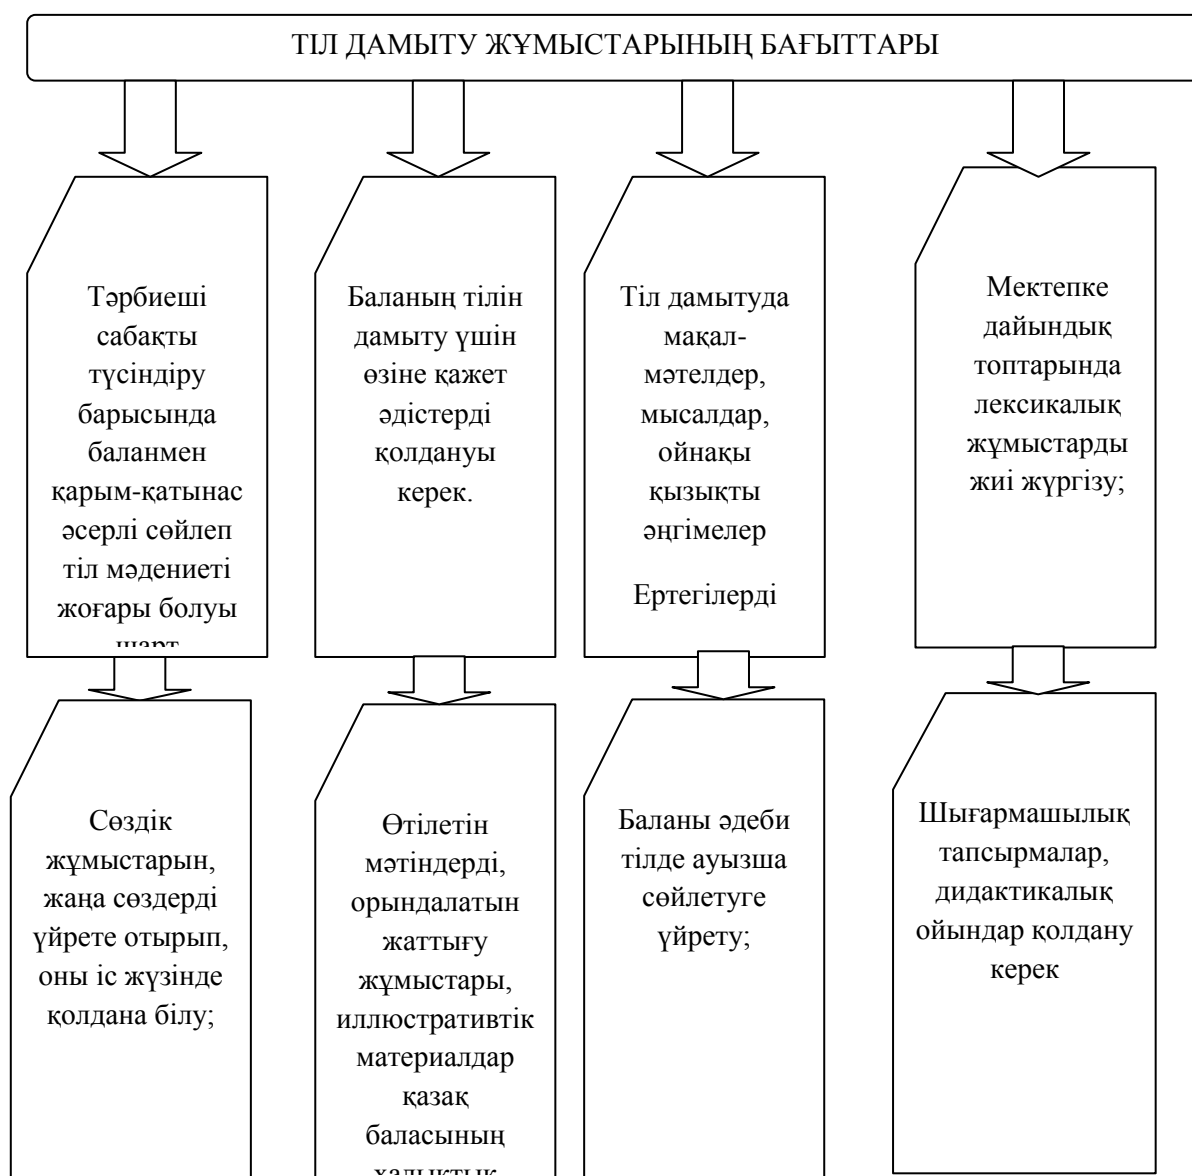 ТІЛ ДАМЫТУ ЖҰМЫСТАРЫНЫҢ БАҒЫТТАРЫ
Тәрбиеші
сабақты
түсіндіру
барысында
баланмен
қарым-қатынас
әсерлі сөйлеп
тіл мәдениеті
жоғары болуы
шарт
Баланың тілін
дамыту үшін
өзіне қажет
әдістерді
қолдануы
керек.
Тіл дамытуда
мақал-
мәтелдер,
мысалдар,
ойнақы
қызықты
әңгімелер
Ертегілерді
Мектепке
дайындық
топтарында
лексикалық
жұмыстарды
жиі жүргізу;
Сөздік
жұмыстарын,
жаңа сөздерді
үйрете отырып,
оны іс жүзінде
қолдана білу;
Өтілетін
мәтіндерді,
орындалатын
жаттығу
жұмыстары,
иллюстративтік
материалдар
қазақ
баласының
халықтық
Баланы әдеби
тілде ауызша
сөйлетуге
үйрету;
Шығармашылық
тапсырмалар,
дидактикалық
ойындар қолдану
керек